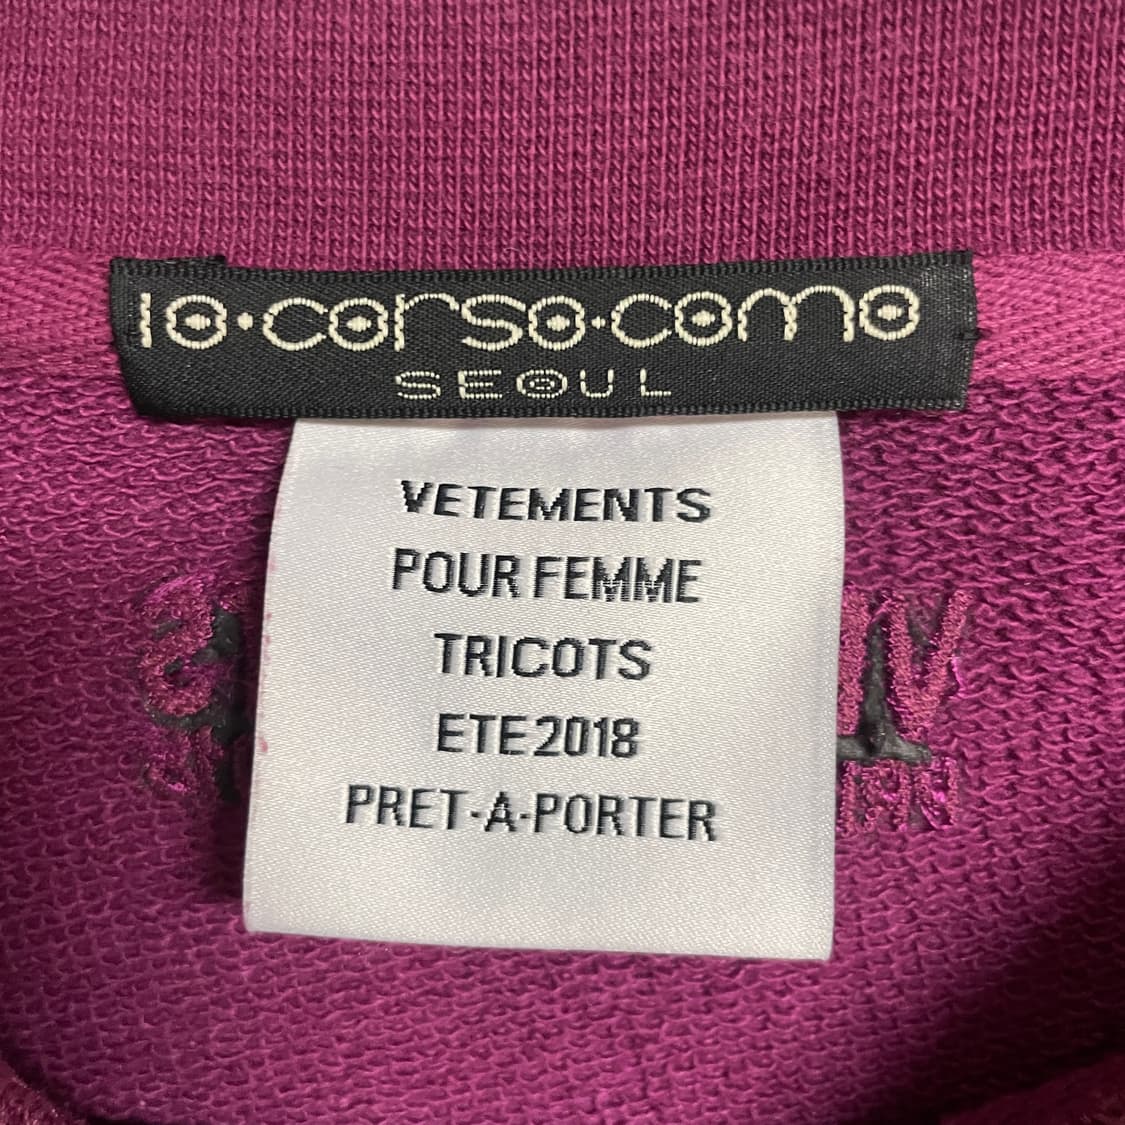 10·corso·como
SEOUL
VETEMENTS
POUR FEMME
TRICOTS
ETE 2018
PRET-A-PORTER